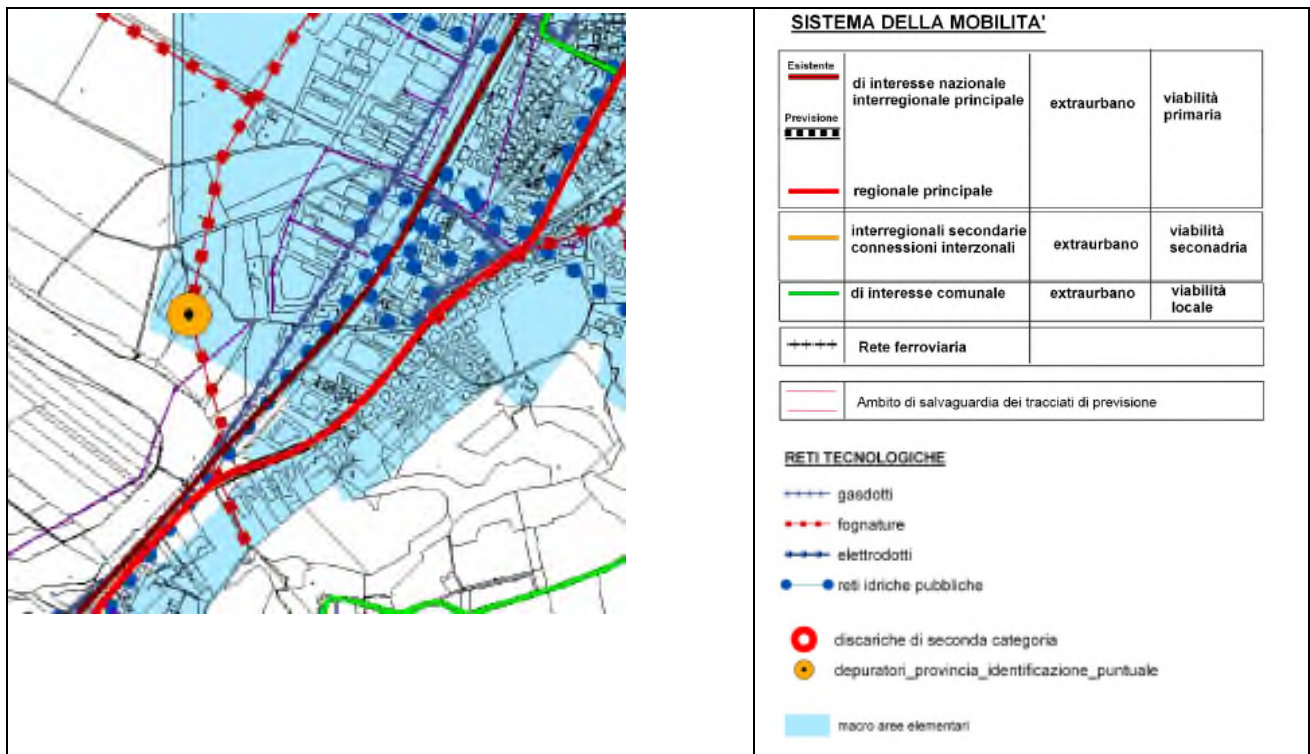 SISTEMA DELLA MOBILITA'
Esistente
di interesse nazionale
interregionale principale
extraurbano
viabilità
primaria
Previsione
regionale principale
interregionali secondarie
connessioni interzonali
extraurbano
viabilità
seconadria
di interesse comunale
extraurbano
viabilità
locale
Rete ferroviaria
Ambito di salvaguardia dei tracciati di previsione
RETI TECNOLOGICHE
gasdotti
fognature
elettrodotti
reti idriche pubbliche
discariche di seconda categoria
depuratori_provincia_identificazione_puntuale
macro aree elementari